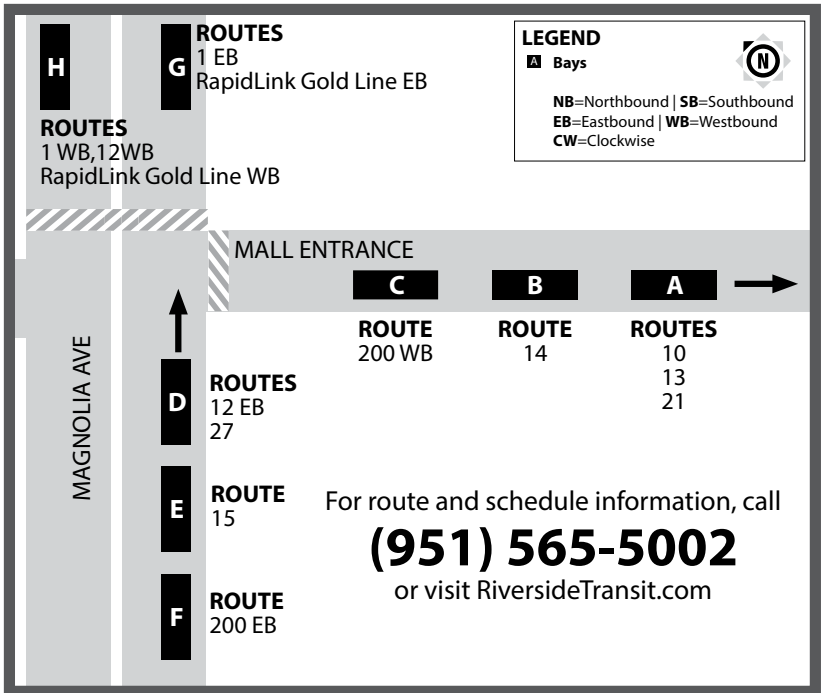 H
G
ROUTES
1 EB
RapidLink Gold Line EB
ROUTES
1 WB,12WB
RapidLink Gold Line WB
LEGEND
A Bays
N
NB=Northbound | SB=Southbound
EB=Eastbound | WB=Westbound
CW=Clockwise
MALL ENTRANCE
C
B
A
ROUTE
200 WB
ROUTE
14
ROUTES
10
13
21
MAGNOLIA AVE
D
ROUTES
12 EB
27
E
ROUTE
15
F
ROUTE
200 EB
For route and schedule information, call
(951) 565-5002
or visit RiversideTransit.com